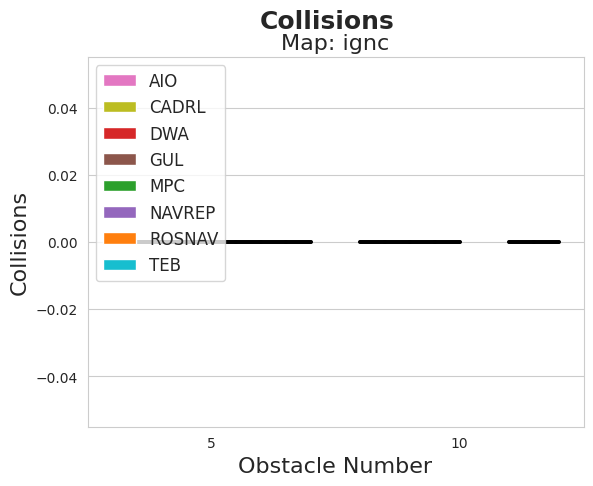 Collisions
Map: ignc
AIO
CADRL
DWA
GUL
MPC
NAVREP
ROSNAV
TEB
0.04
0.02
0.00
−0.02
−0.04
Collisions
5
10
Obstacle Number